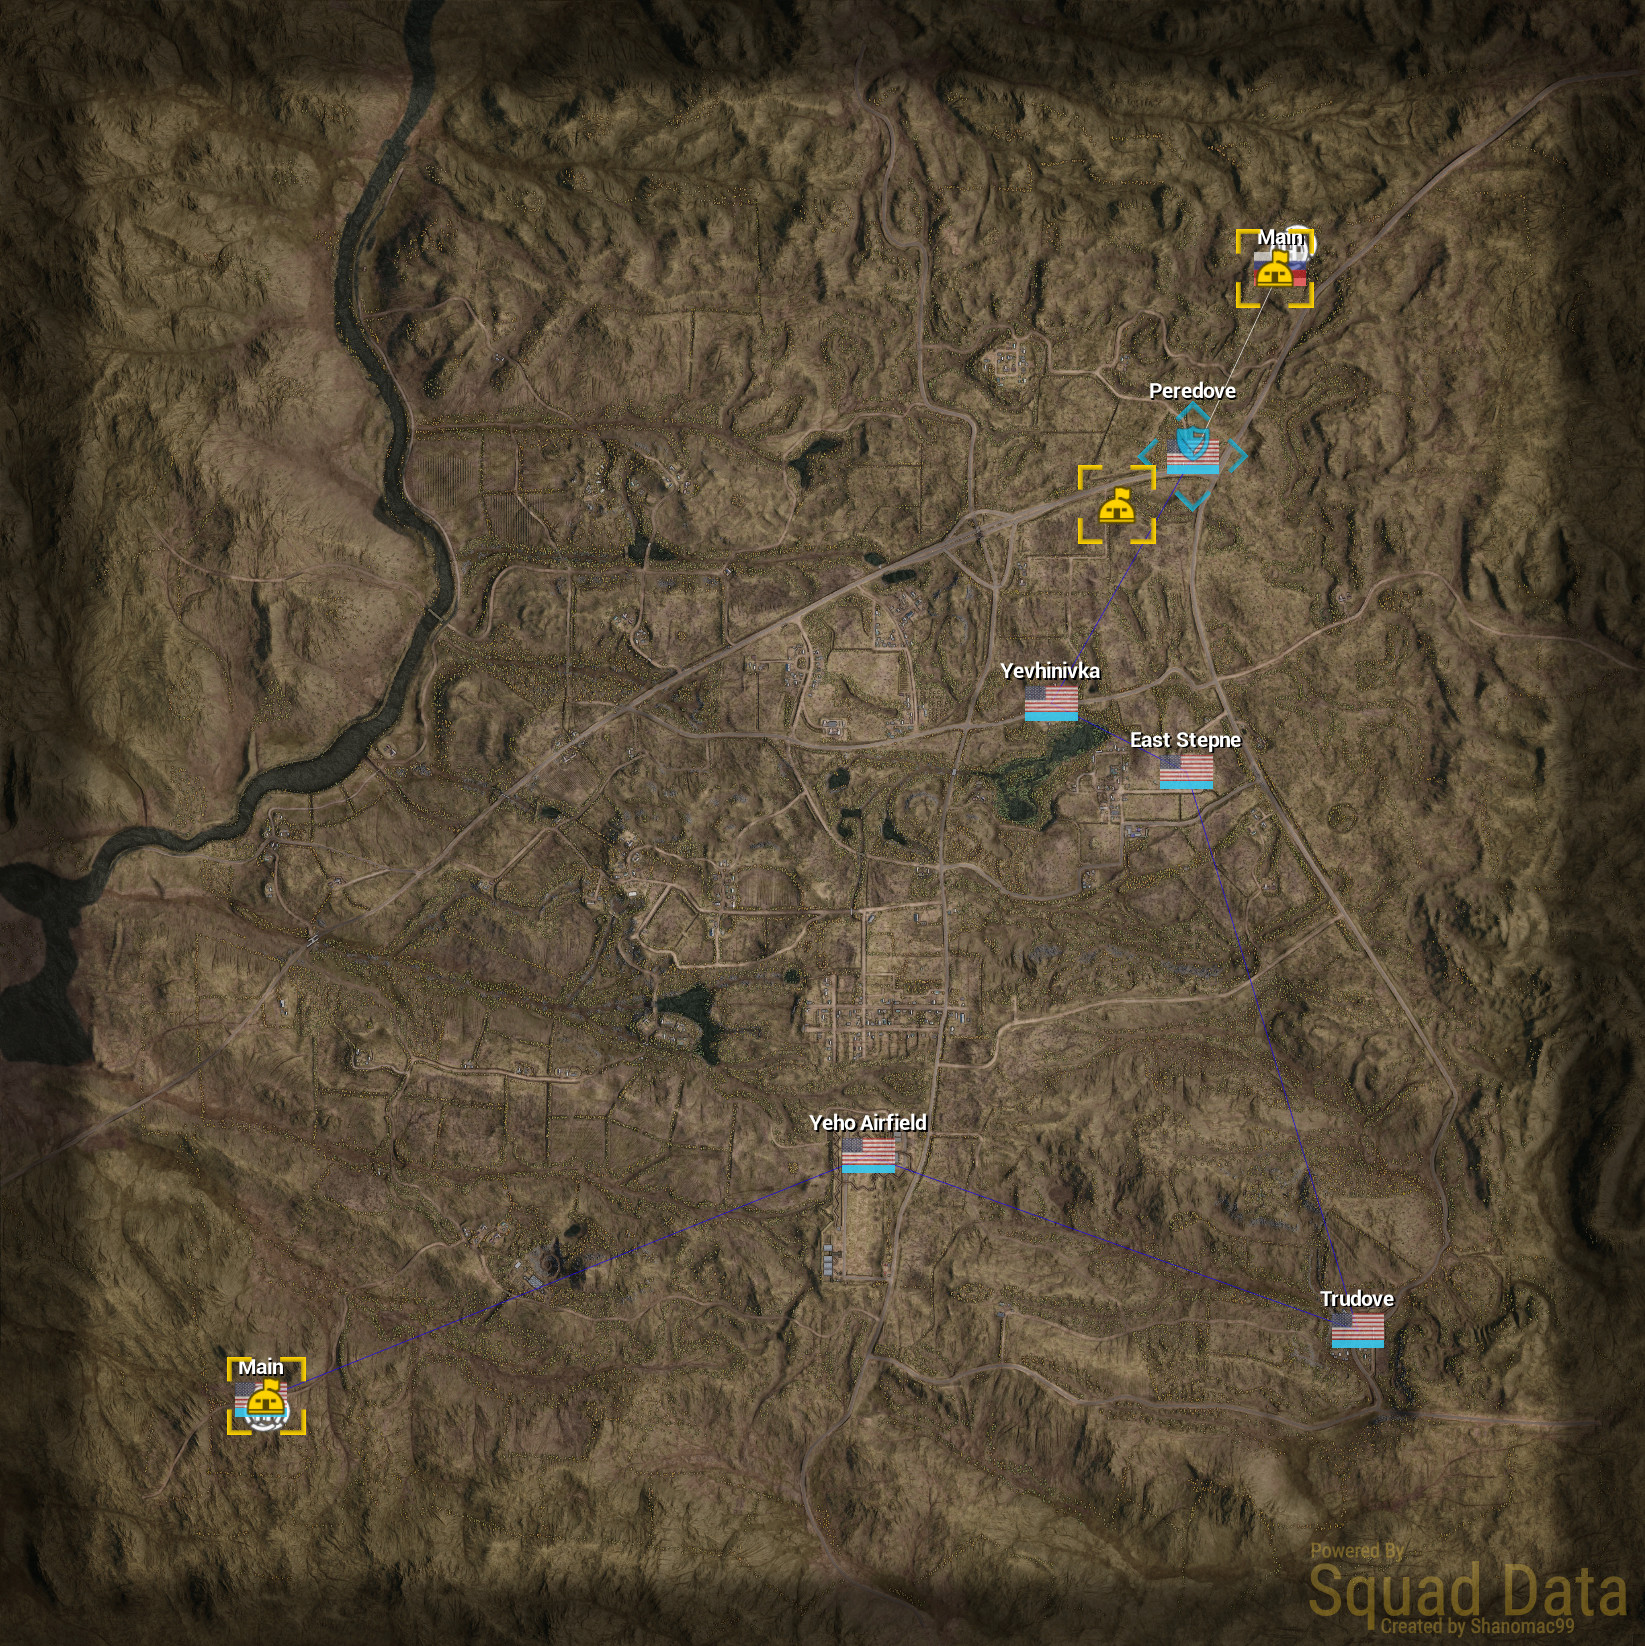 Main
Peredove
Yevhinivka
East Stepne
Yeho Airfield
Trudove
Main
Powered By
Squad Data
Created by Shanomac99